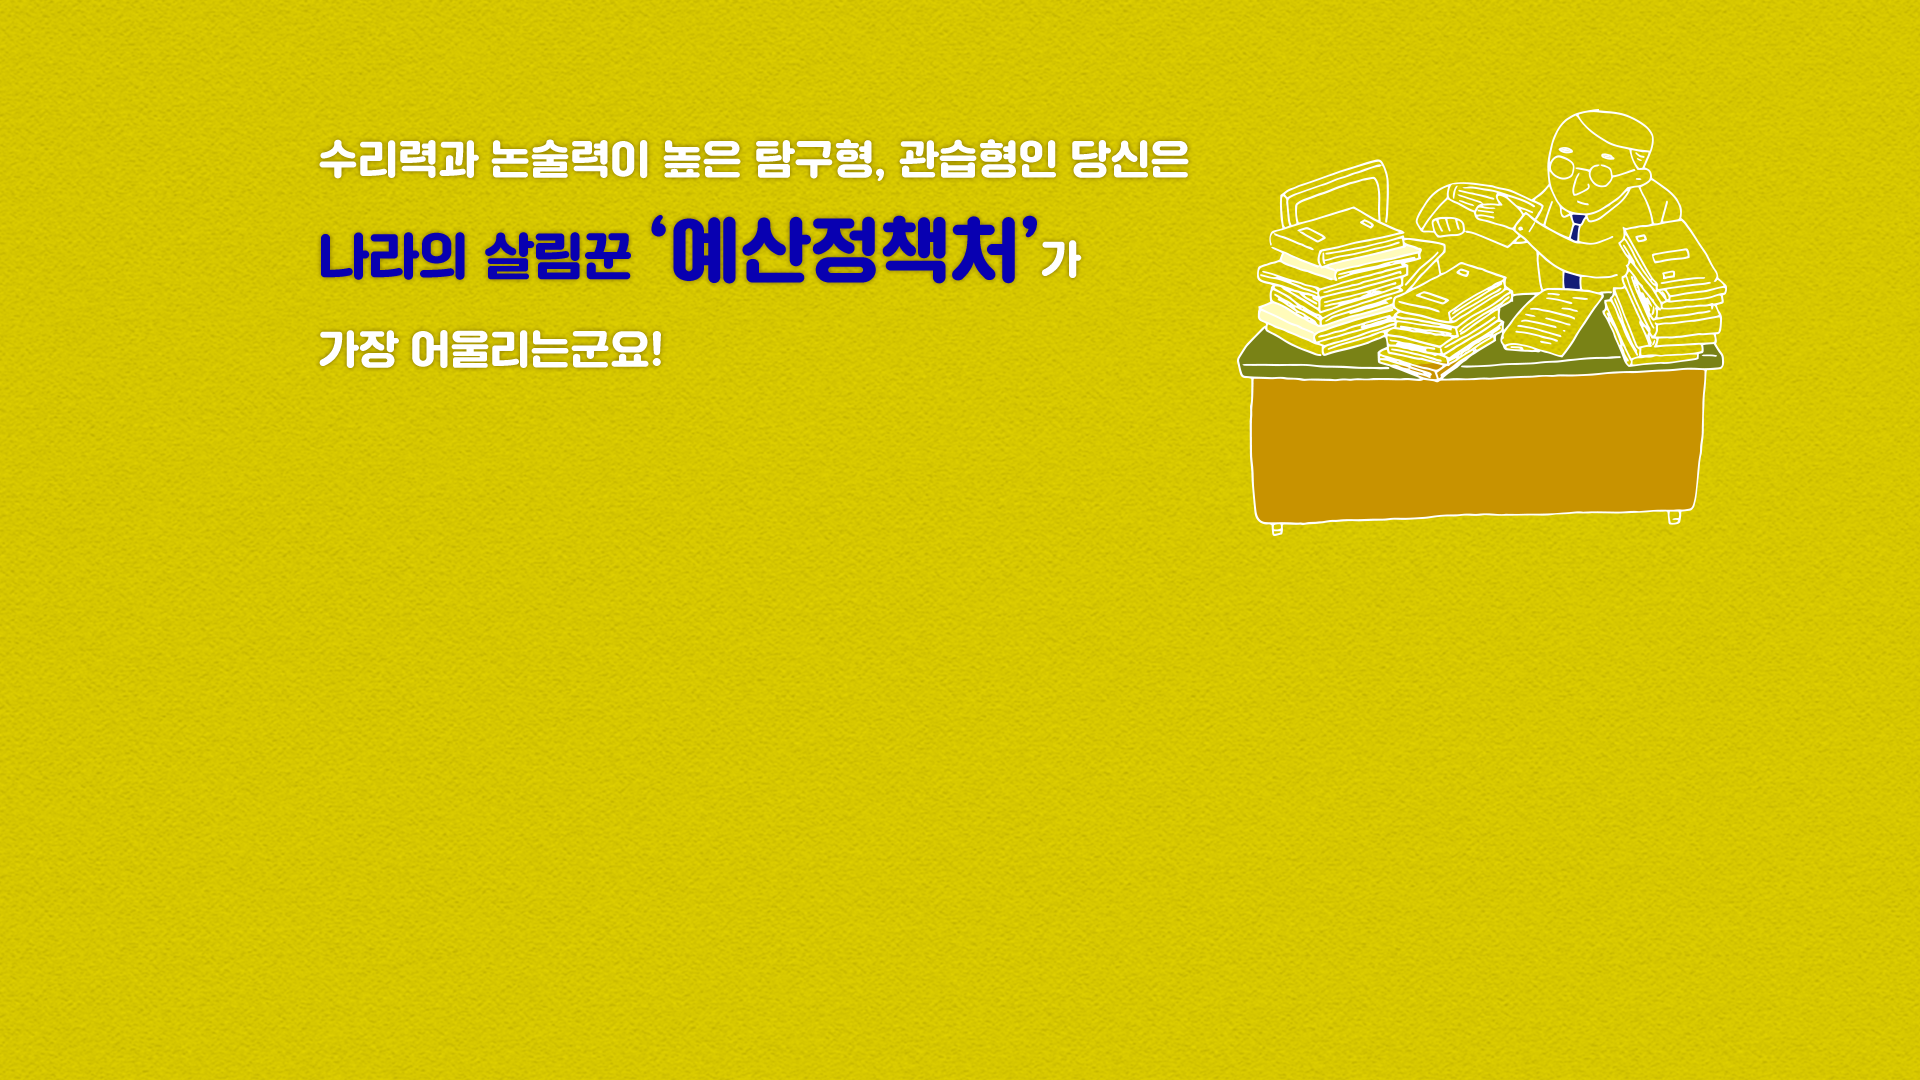 수리력과 논술력이 높은 탐구형, 관습형인 당신은
나라의 살림꾼 ‘예산정책처’가
가장 어울리는군요!